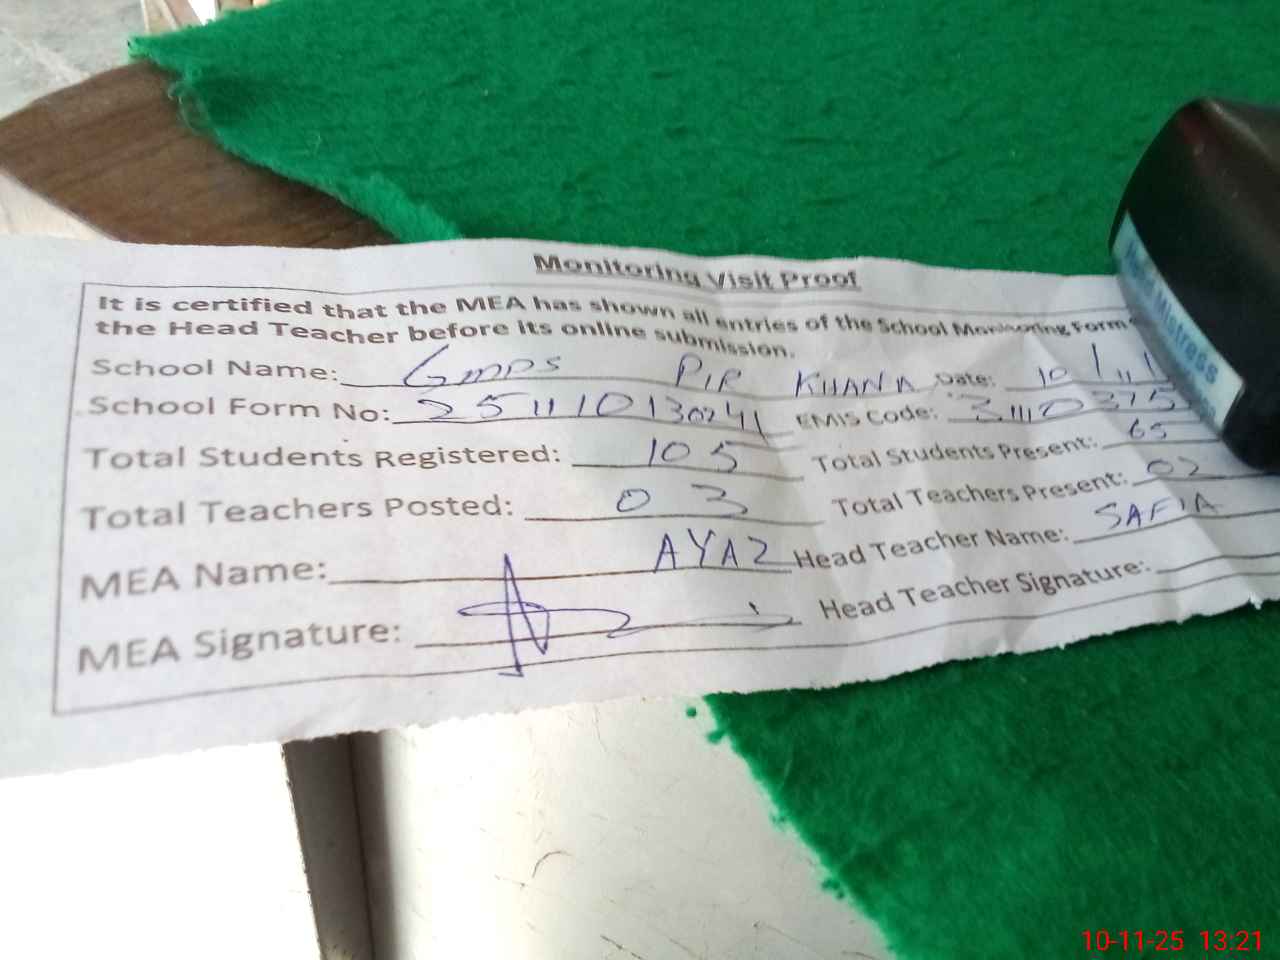 Monitoring Visit Proof
It is certified that the MEA has shown all entries of the School Monitoring Form
the Head Teacher before its online submission.
School Name: GMPS PIR KHANA Date: 10/11/
School Form No: 251110130241 EMIS Code: 31110375
Total Students Registered: 105 Total Students Present: 65
Total Teachers Posted: 03 Total Teachers Present: 02
MEA Name: AYAZ Head Teacher Name: SAFIA
MEA Signature: Head Teacher Signature:
Mistress
10-11-25 13:21